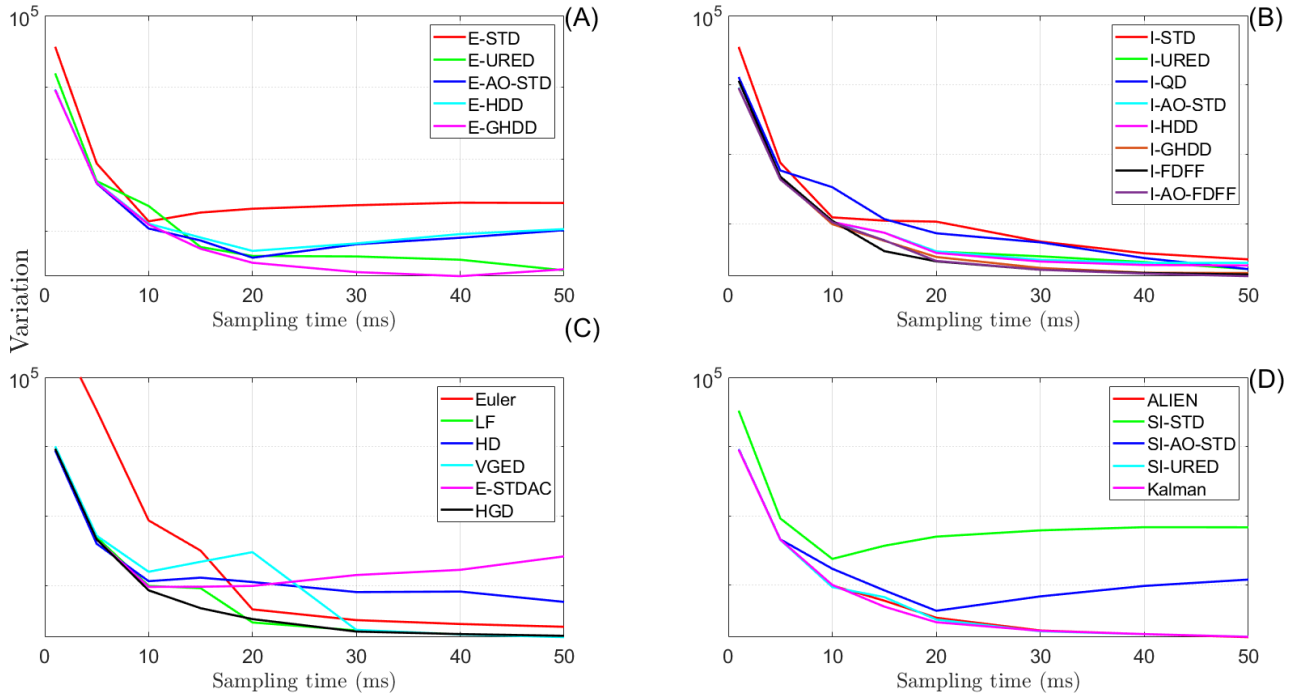 Variation
(A)
10^5
E-STD
E-URED
E-AO-STD
E-HDD
E-GHDD
0 10 20 30 40 50
Sampling time (ms)
(B)
10^5
I-STD
I-URED
I-QD
I-AO-STD
I-HDD
I-GHDD
I-FDFF
I-AO-FDFF
0 10 20 30 40 50
Sampling time (ms)
(C)
10^5
Euler
LF
HD
VGED
E-STDAC
HGD
0 10 20 30 40 50
Sampling time (ms)
(D)
10^5
ALIEN
SI-STD
SI-AO-STD
SI-URED
Kalman
0 10 20 30 40 50
Sampling time (ms)